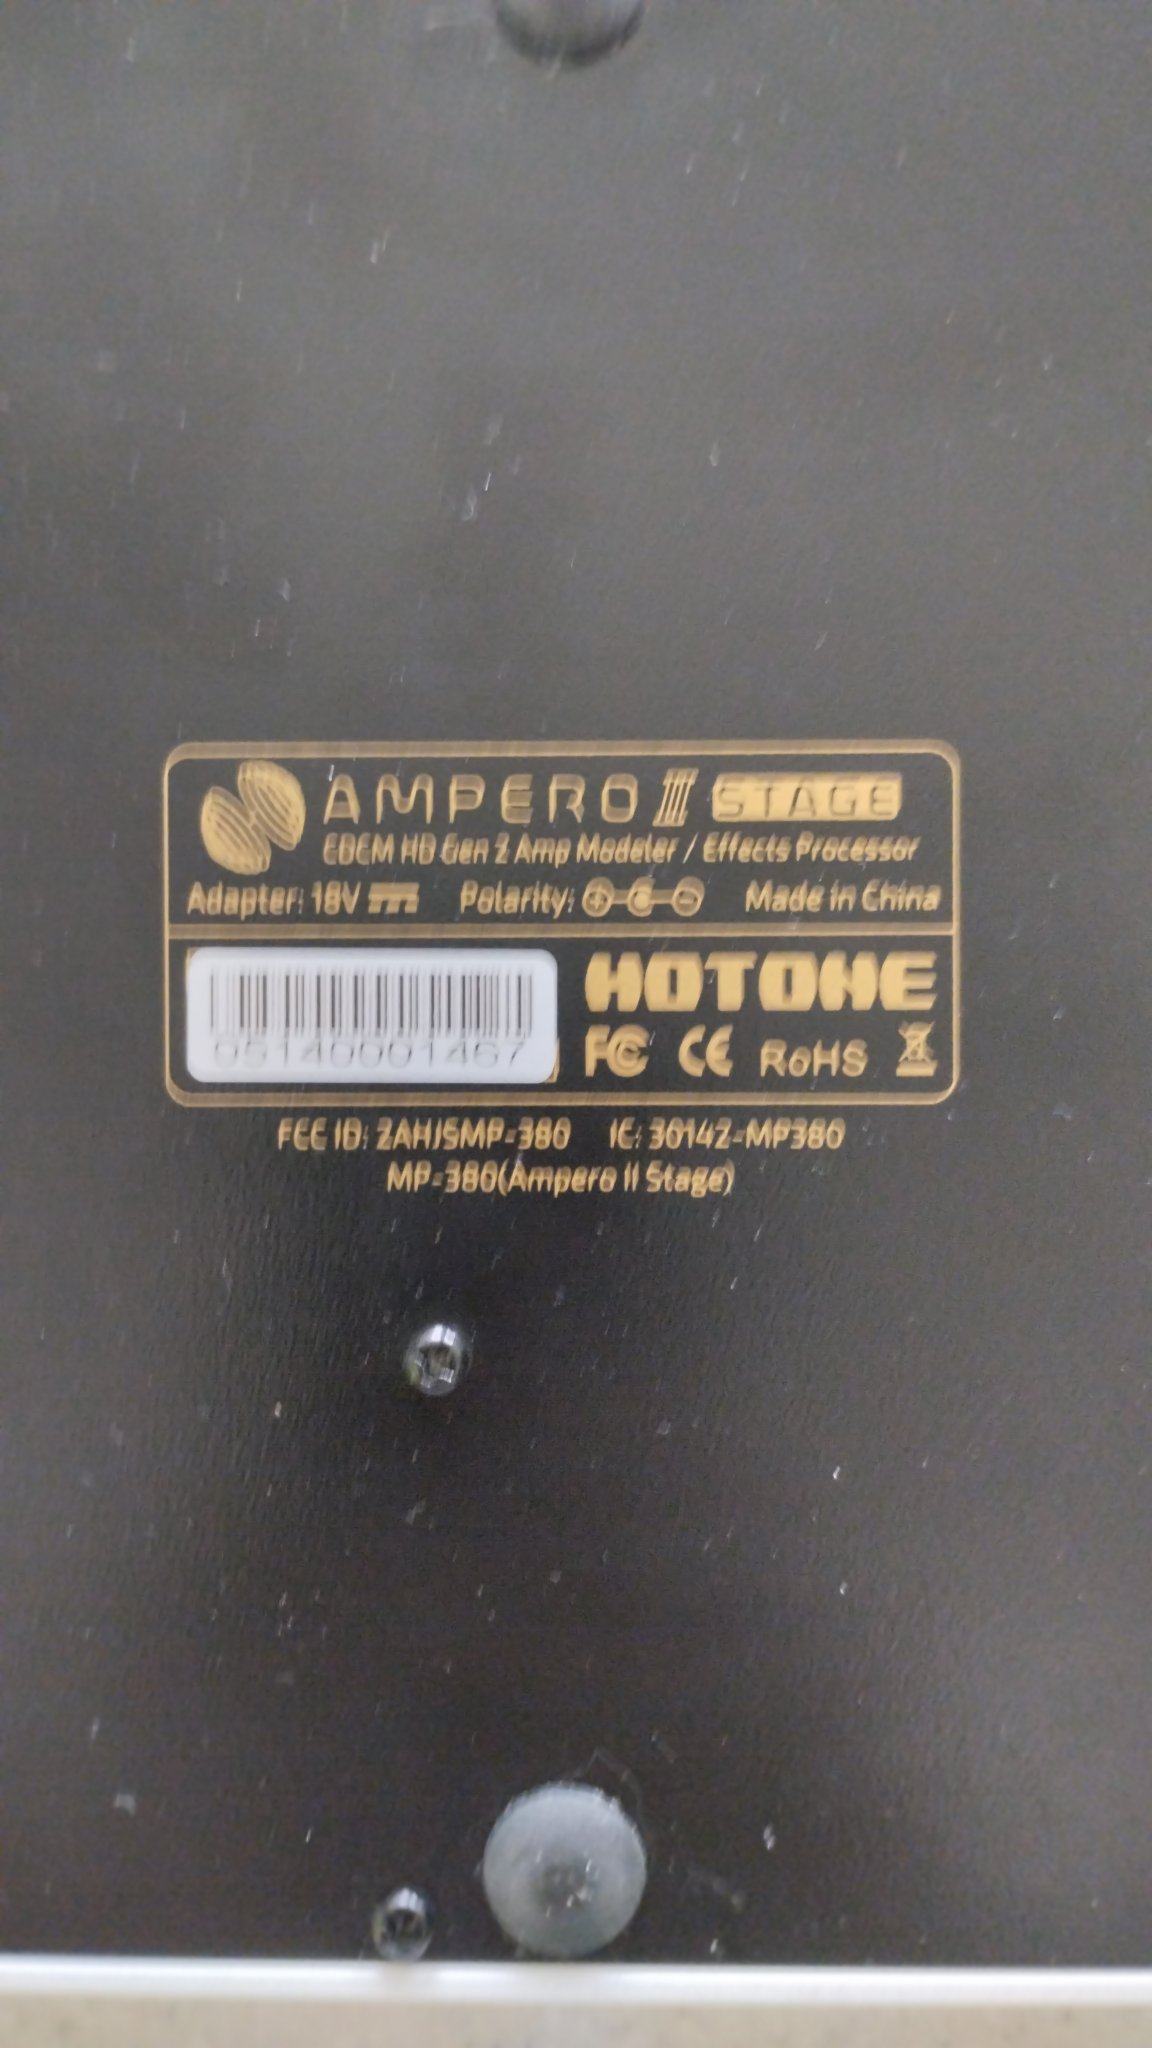 AMPERO II STAGE
CDCM HD Gen 2 Amp Modeler / Effects Processor
Adapter: 18V Polarity: + C - Made in China
HOTONE
05140001467
FC CE RoHS
FCC ID: 2AHJ5MP-380 IC: 30142-MP380
MP-380(Ampero II Stage)